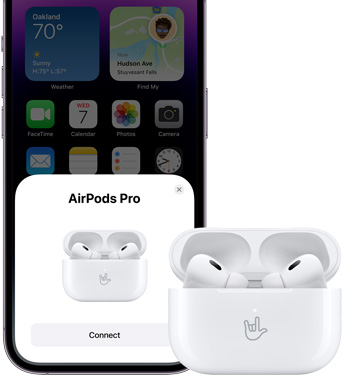 Oakland
70°
Sunny
H:75° L:57°
Weather
Now
Hudson Ave
Stuyvesant Falls
Find My
FaceTime
WED
7
Calendar
Photos
Camera
AirPods Pro
Connect